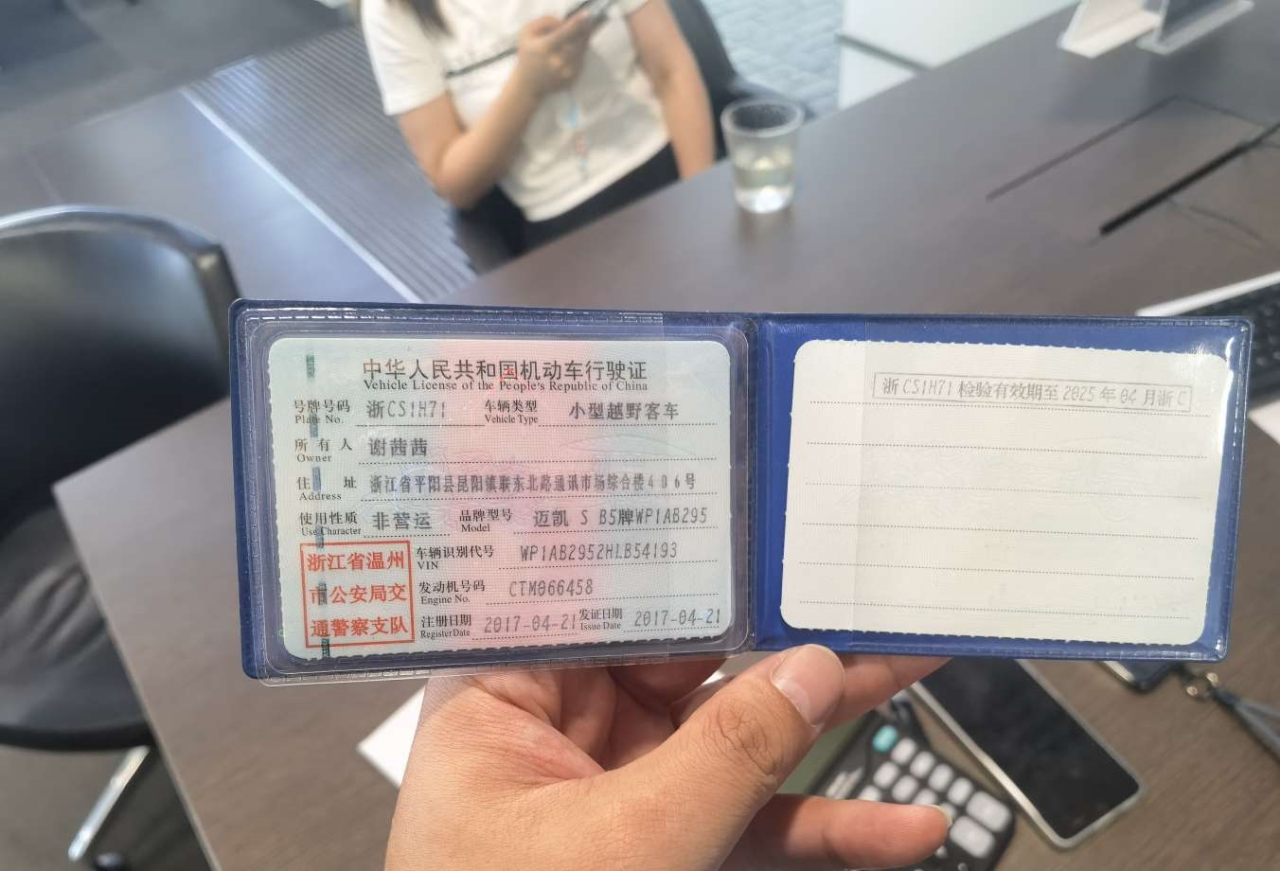 中华人民共和国机动车行驶证
Vehicle License of the People's Republic of China
号牌号码 浙CS1H71 车辆类型 小型越野客车
Plate No. Vehicle Type
所有人 谢茜茜
Owner
住址 浙江省平阳县昆阳镇联东北路通讯市场综合楼406号
Address
使用性质 非营运 品牌型号 迈凯 S B5牌WP1AB295
Use Character Model
浙江省温州
市公安局交
通警察支队
车辆识别代号 WP1AB2952HLB54193
VIN
发动机号码 CTM066458
Engine No.
注册日期 2017-04-21 发证日期 2017-04-21
Register Date Issue Date
浙CS1H71检验有效期至2025年04月浙C